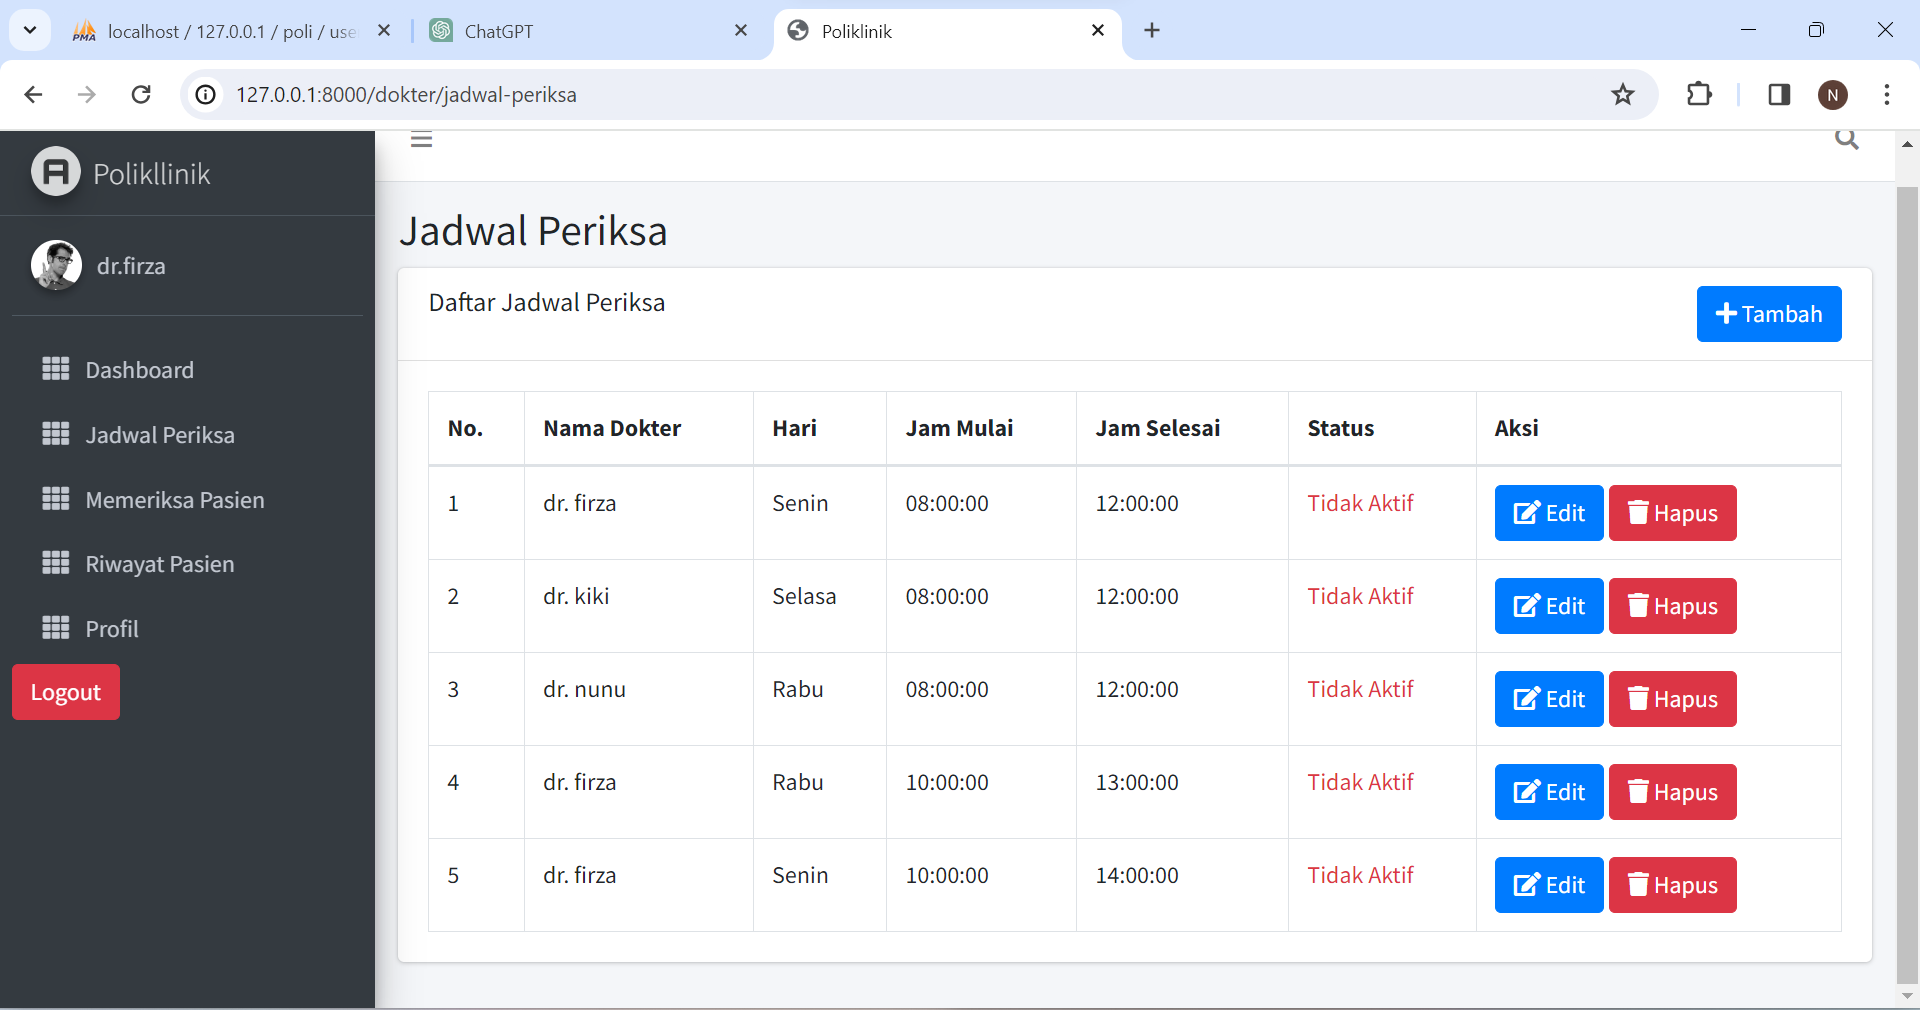 localhost / 127.0.0.1 / poli / use
ChatGPT
Poliklinik
127.0.0.1:8000/dokter/jadwal-periksa
N
Polikllinik
dr.firza
Dashboard
Jadwal Periksa
Memeriksa Pasien
Riwayat Pasien
Profil
Logout
Jadwal Periksa
Daftar Jadwal Periksa
Tambah
No. Nama Dokter Hari Jam Mulai Jam Selesai Status Aksi
1 dr. firza Senin 08:00:00 12:00:00 Tidak Aktif Edit Hapus
2 dr. kiki Selasa 08:00:00 12:00:00 Tidak Aktif Edit Hapus
3 dr. nunu Rabu 08:00:00 12:00:00 Tidak Aktif Edit Hapus
4 dr. firza Rabu 10:00:00 13:00:00 Tidak Aktif Edit Hapus
5 dr. firza Senin 10:00:00 14:00:00 Tidak Aktif Edit Hapus